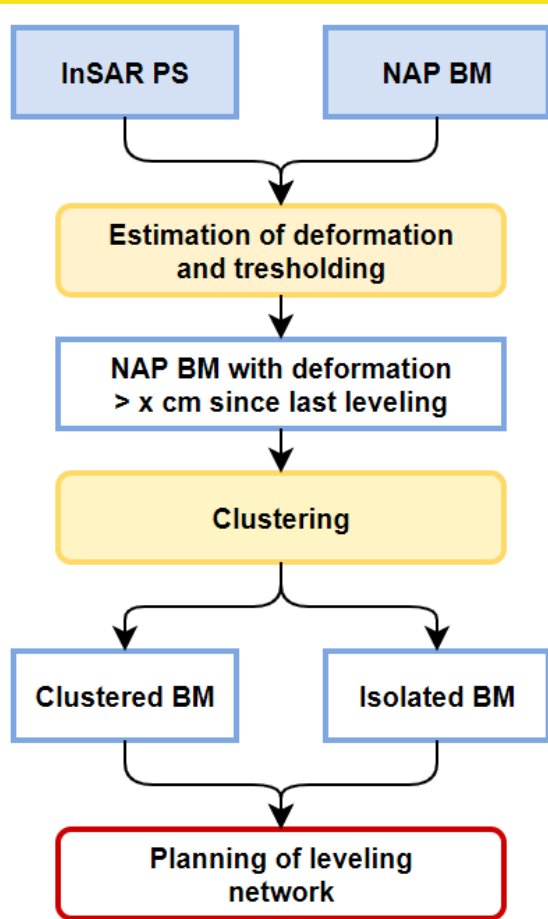 InSAR PS
NAP BM
Estimation of deformation
and tresholding
NAP BM with deformation
> x cm since last leveling
Clustering
Clustered BM
Isolated BM
Planning of leveling
network